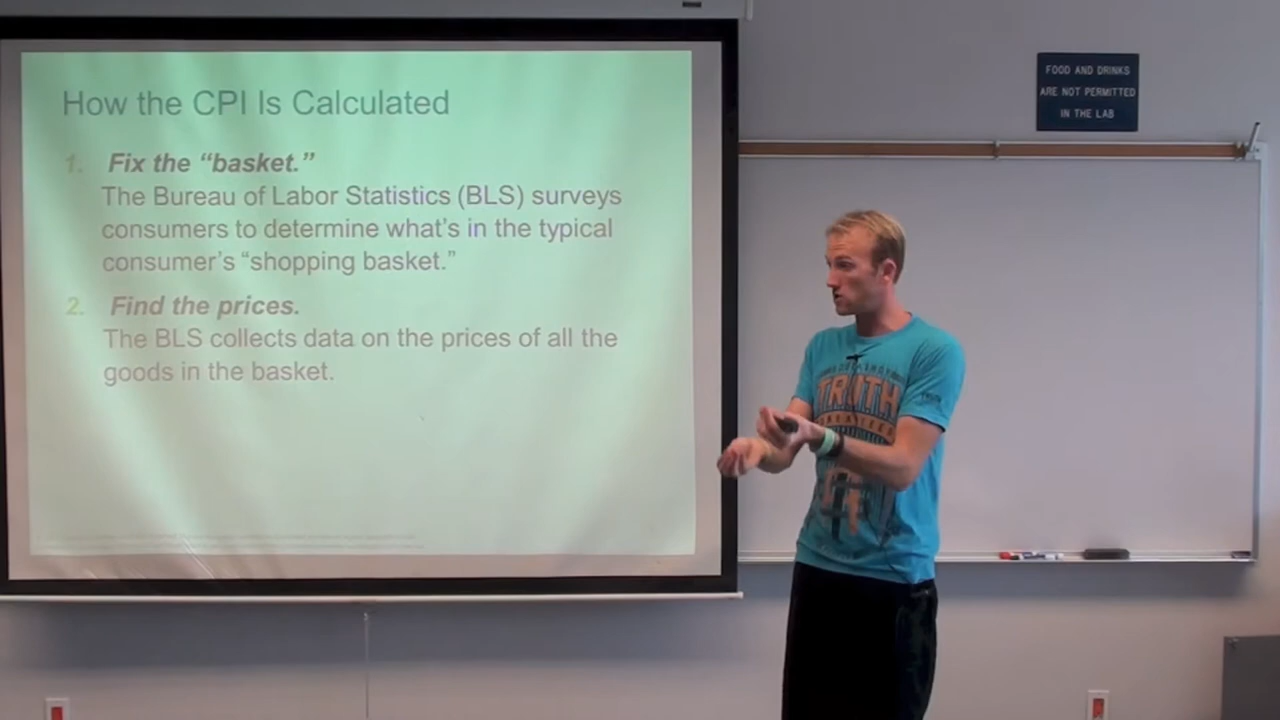 How the CPI Is Calculated
1. Fix the “basket.”
The Bureau of Labor Statistics (BLS) surveys
consumers to determine what’s in the typical
consumer’s “shopping basket.”
2. Find the prices.
The BLS collects data on the prices of all the
goods in the basket.
FOOD AND DRINKS
ARE NOT PERMITTED
IN THE LAB
TRUTH